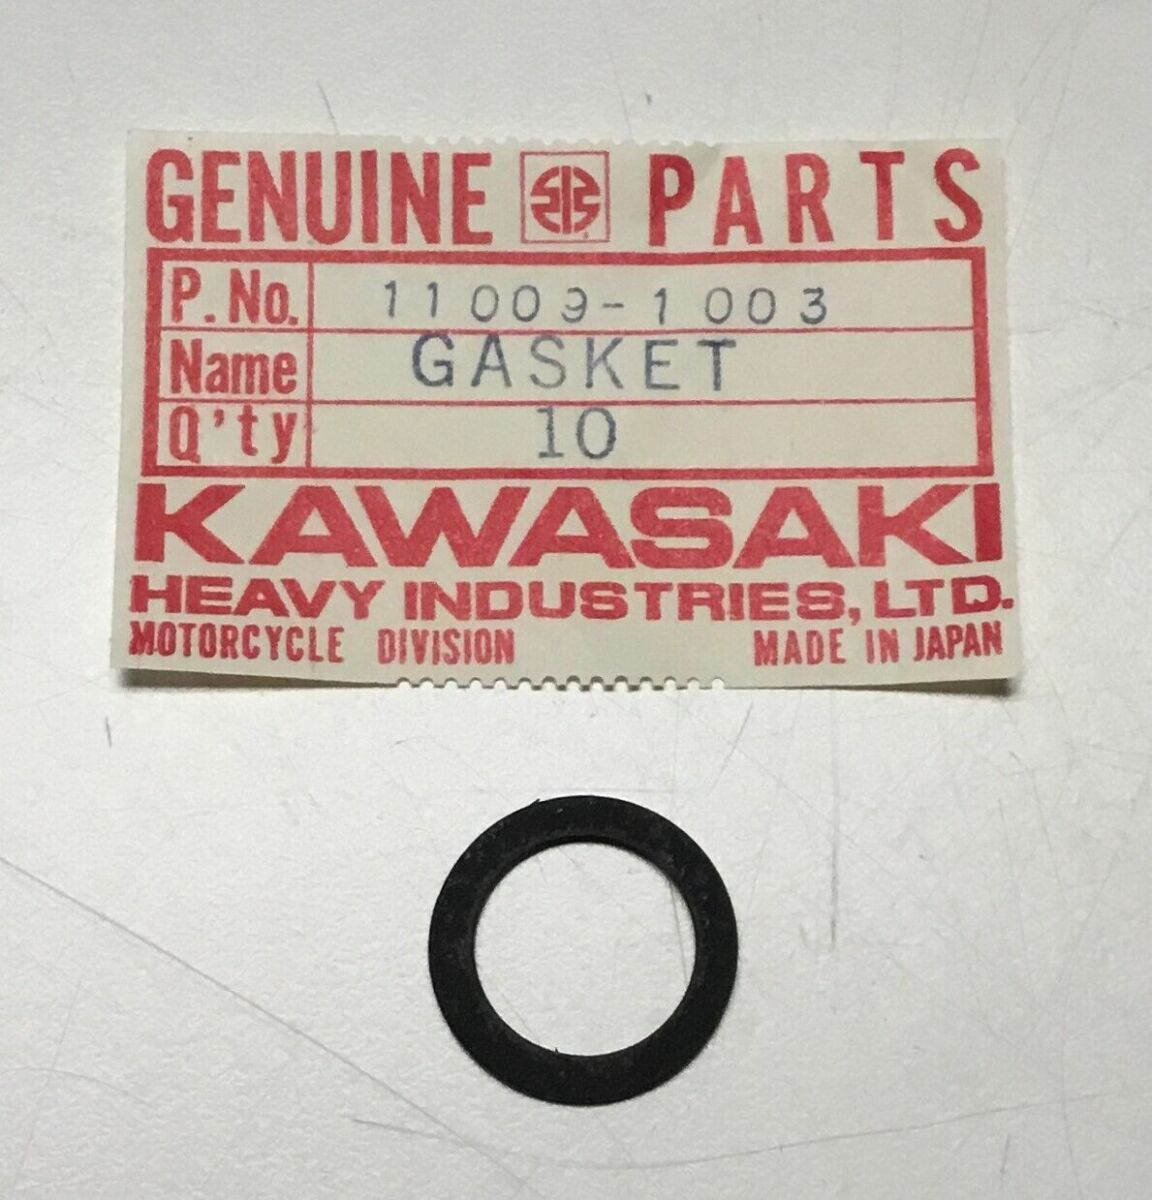 GENUINE PARTS
P.No. 11009-1003
Name GASKET
Q'ty 10
KAWASAKI
HEAVY INDUSTRIES, LTD.
MOTORCYCLE DIVISION MADE IN JAPAN